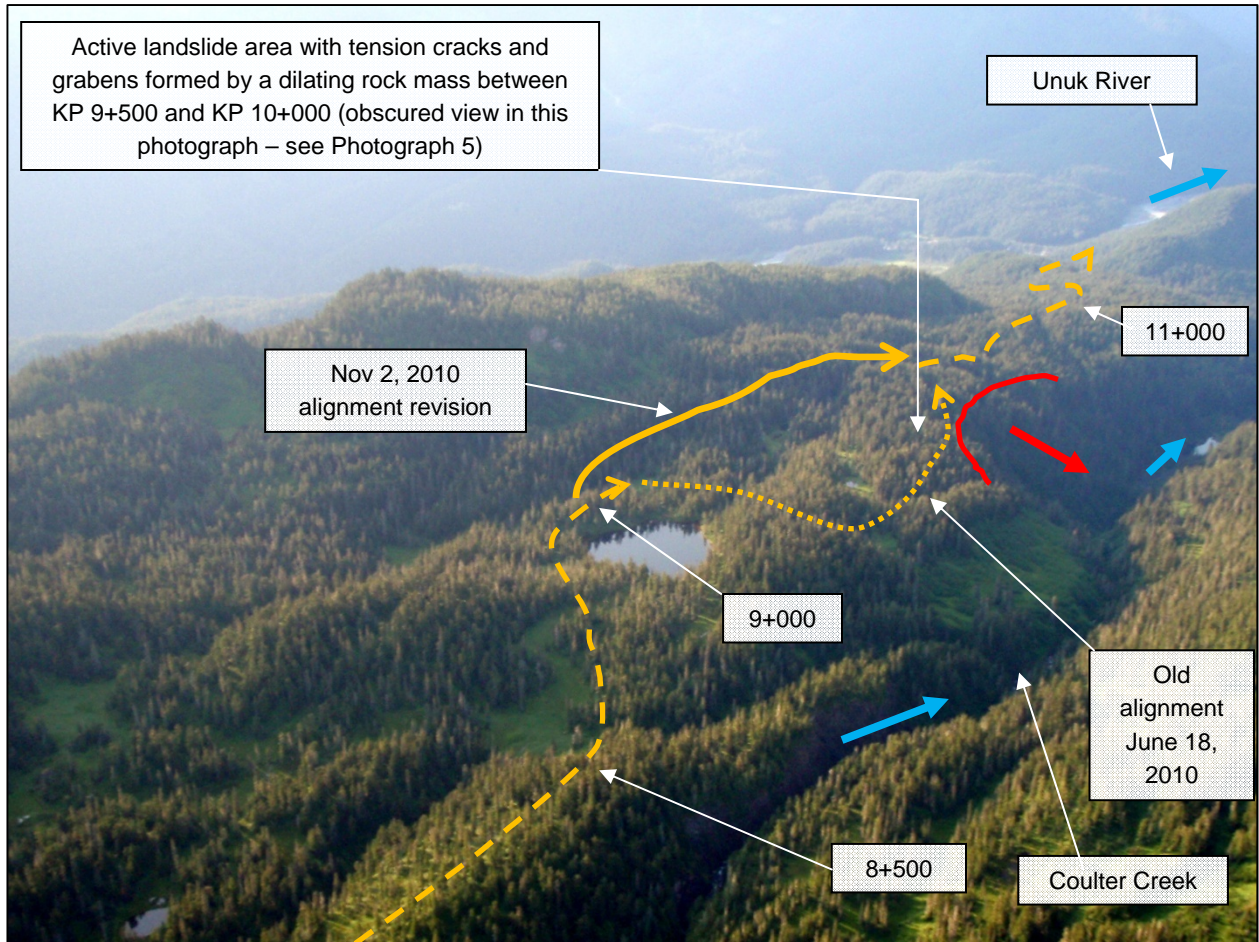 Active landslide area with tension cracks and
grabens formed by a dilating rock mass between
KP 9+500 and KP 10+000 (obscured view in this
photograph – see Photograph 5)
Unuk River
11+000
Nov 2, 2010
alignment revision
9+000
Old
alignment
June 18,
2010
8+500
Coulter Creek